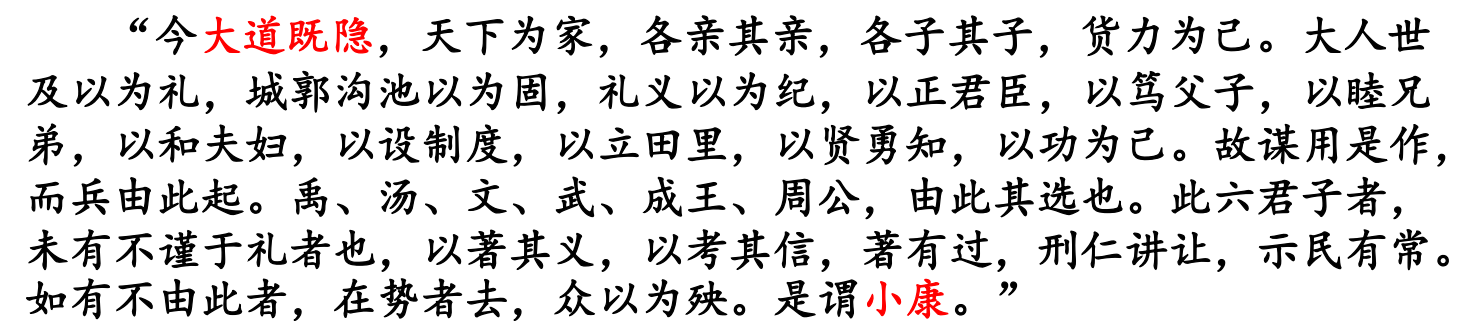 “今大道既隐，天下为家，各亲其亲，各子其子，货力为己。大人世
及以为礼，城郭沟池以为固，礼义以为纪，以正君臣，以笃父子，以睦兄
弟，以和夫妇，以设制度，以立田里，以贤勇知，以功为己。故谋用是作，
而兵由此起。禹、汤、文、武、成王、周公，由此其选也。此六君子者，
未有不谨于礼者也，以著其义，以考其信，著有过，刑仁讲让，示民有常。
如有不由此者，在势者去，众以为殃。是谓小康。”